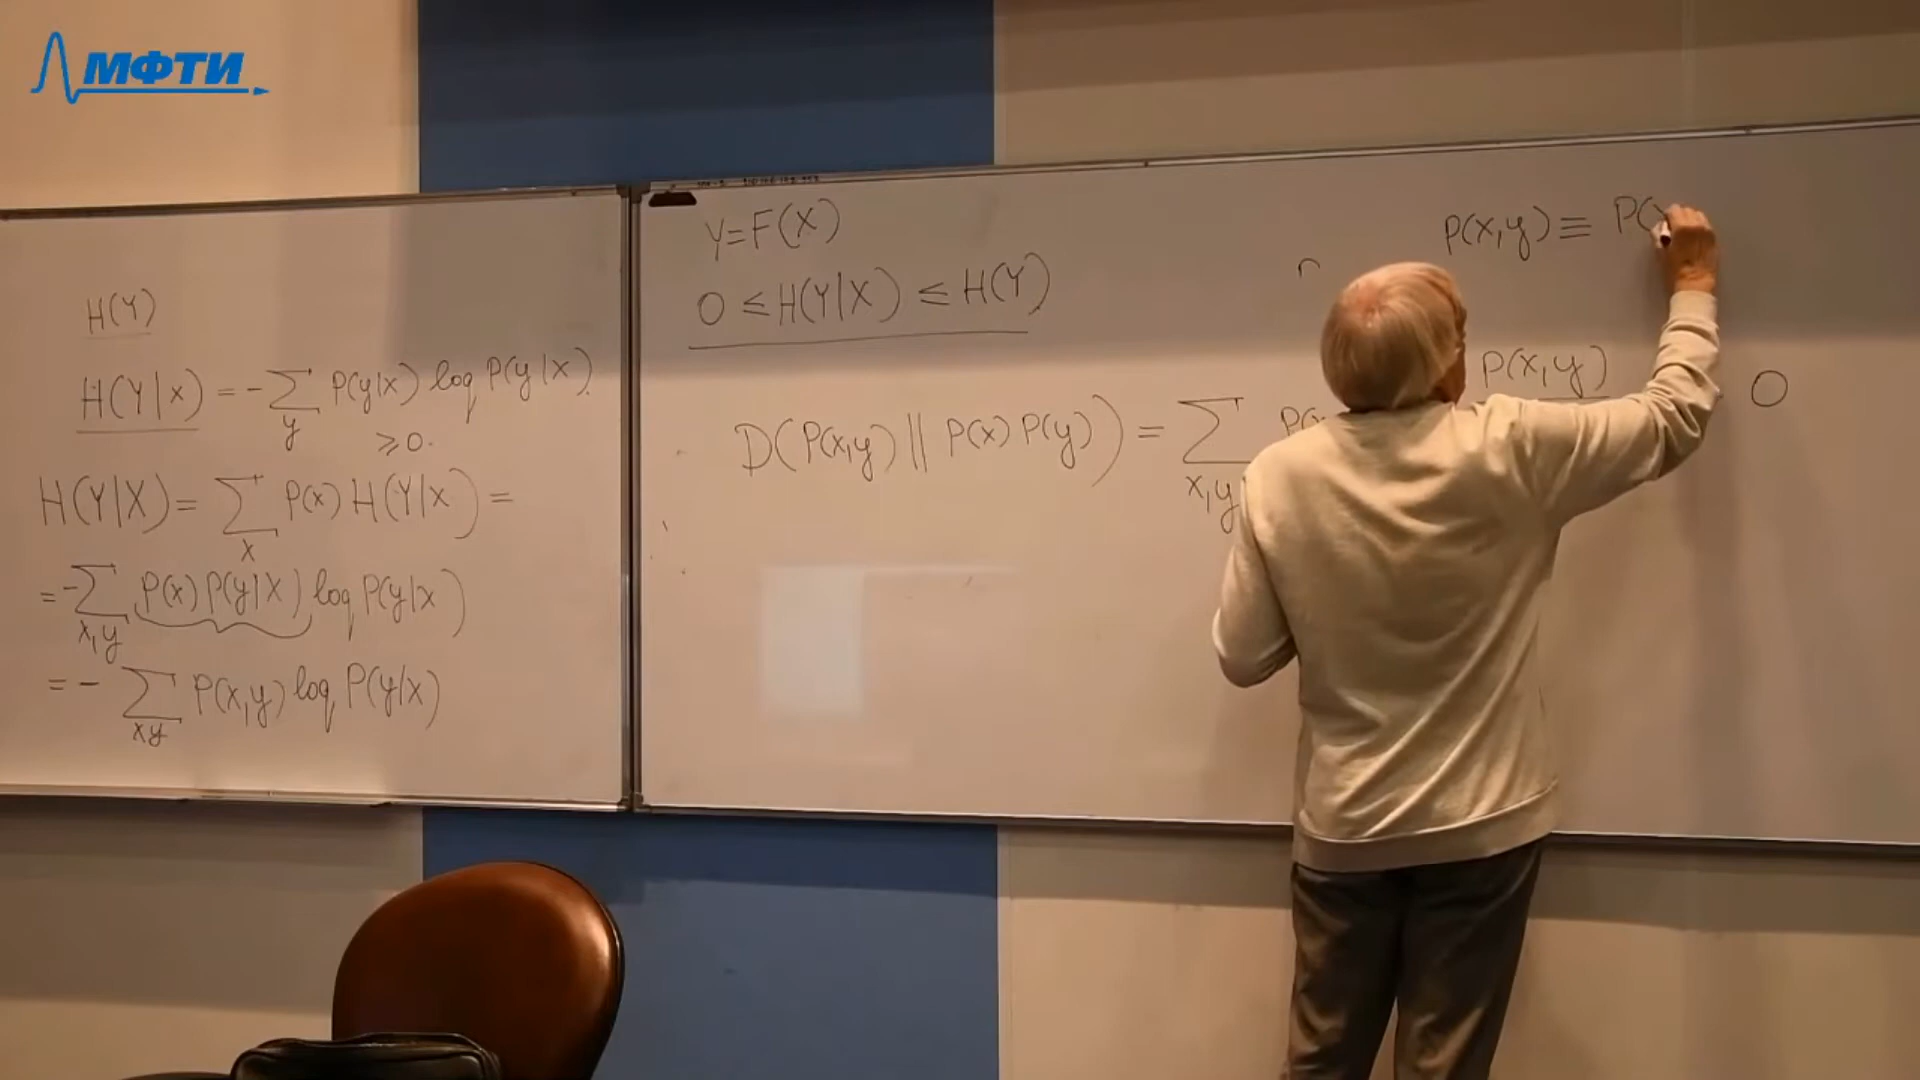 МФТИ
H(Y)
H(Y|x) = -∑ P(y|x) log P(y|x).
y
≥0.
H(Y|X) = ∑ P(x) H(Y|x) =
x
= -∑ P(x) P(y|x) log P(y|x)
x,y
= - ∑ P(x,y) log P(y|x)
xy
Y=F(X)
0 ≤ H(Y|X) ≤ H(Y)
P(x,y) ≡ P(x
D(P(x,y) || P(x) P(y)) = ∑ P(x P(x,y) 0
x,y